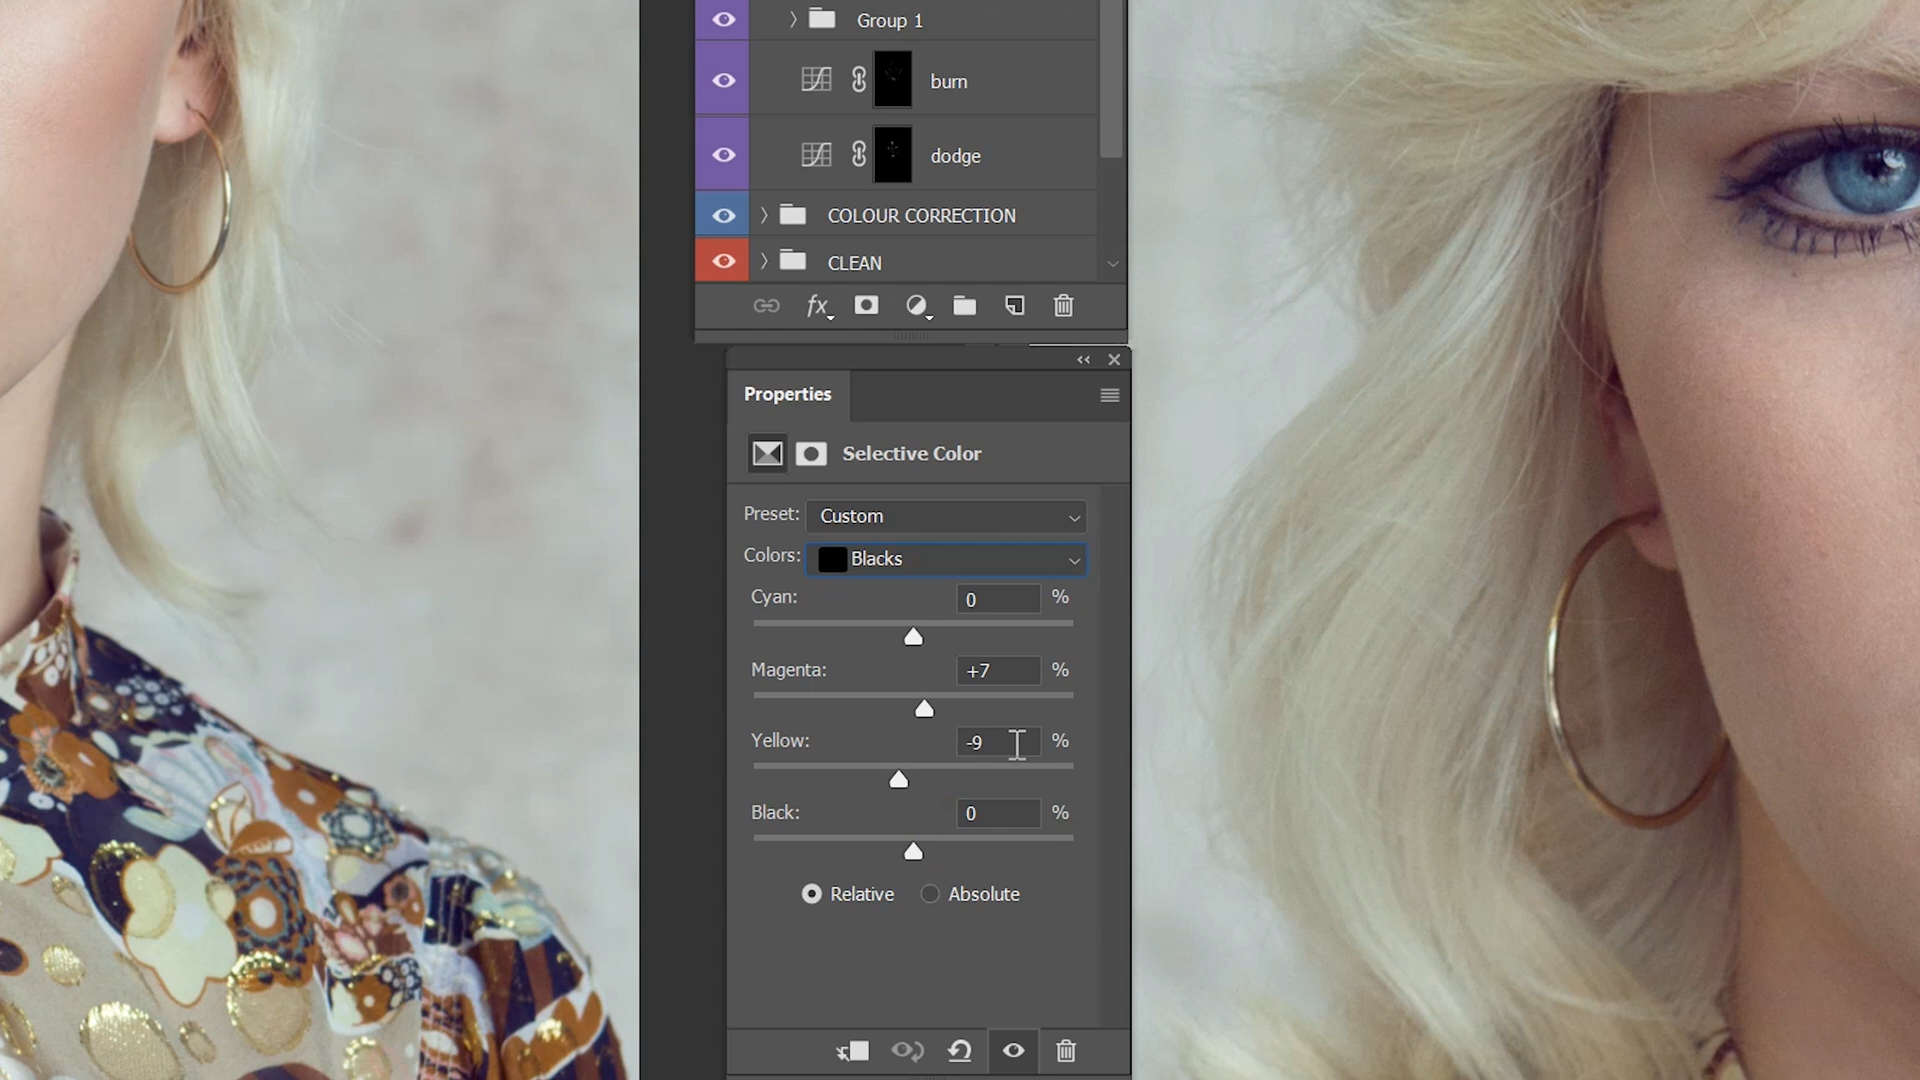 Group 1
burn
dodge
COLOUR CORRECTION
CLEAN
fx
Properties
Selective Color
Preset: Custom
Colors: Blacks
Cyan: 0 %
Magenta: +7 %
Yellow: -9 %
Black: 0 %
Relative Absolute